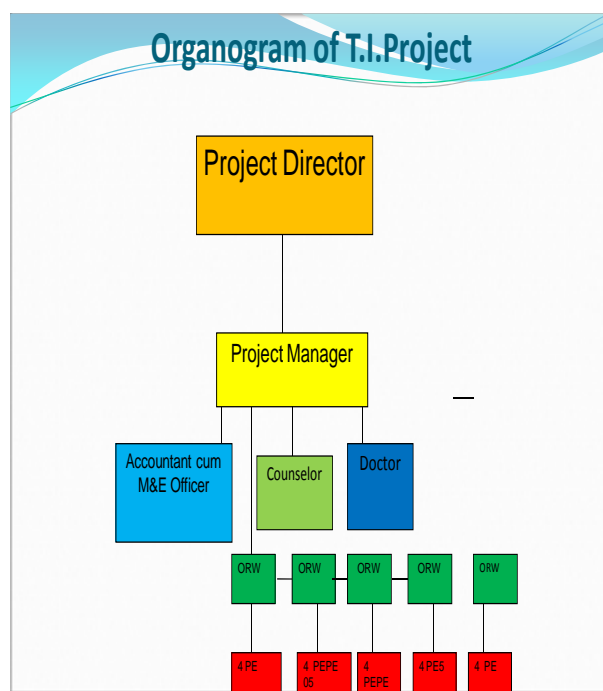 Organogram of T.I.Project
Project Director
Project Manager
Accountant cum
M&E Officer
Counselor
Doctor
ORW
ORW
ORW
ORW
ORW
4 PE
4 PEPE
05
4
PEPE
4 PE5
4 PE